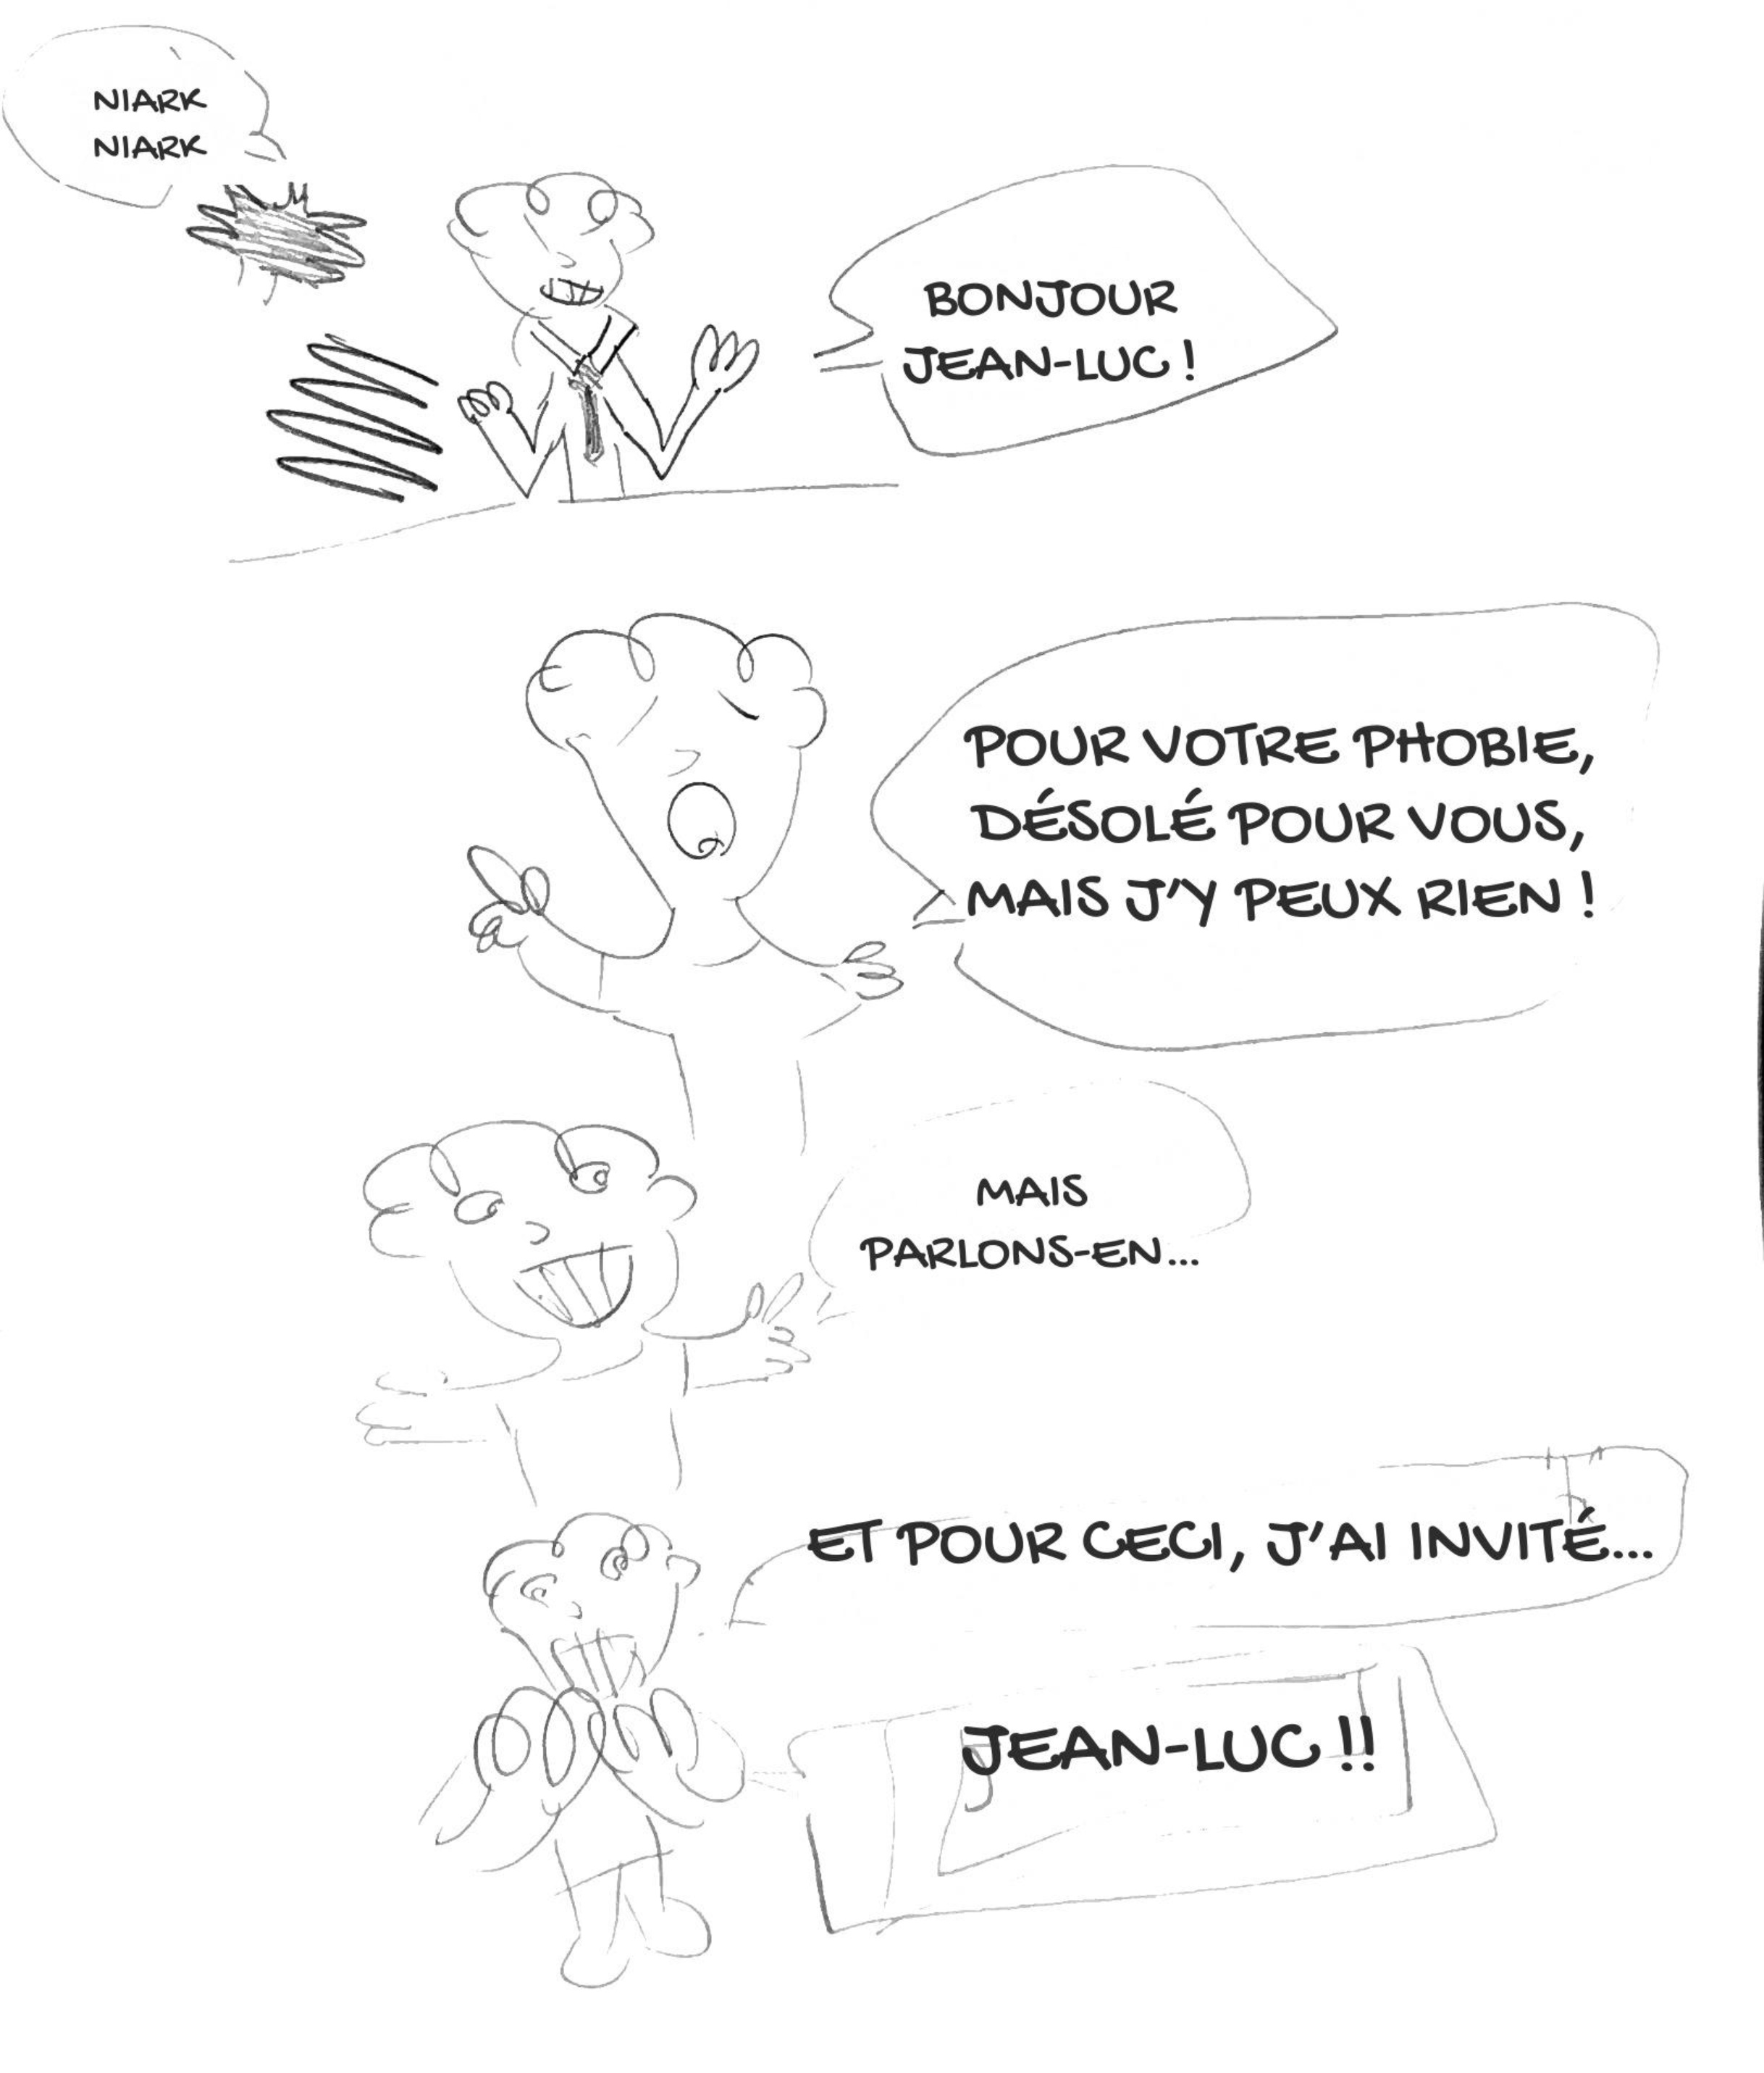 NIARK
NIARK
BONJOUR
JEAN-LUC !
POUR VOTRE PHOBIE,
DÉSOLÉ POUR VOUS,
MAIS J'Y PEUX RIEN !
MAIS
PARLONS-EN...
ET POUR CECI, J'AI INVITÉ...
JEAN-LUC !!